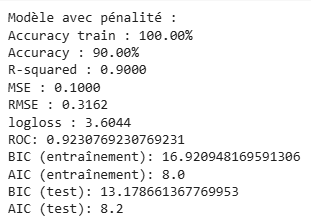 Modèle avec pénalité :
Accuracy train : 100.00%
Accuracy : 90.00%
R-squared : 0.9000
MSE : 0.1000
RMSE : 0.3162
logloss : 3.6044
ROC: 0.9230769230769231
BIC (entraînement): 16.920948169591306
AIC (entraînement): 8.0
BIC (test): 13.178661367769953
AIC (test): 8.2